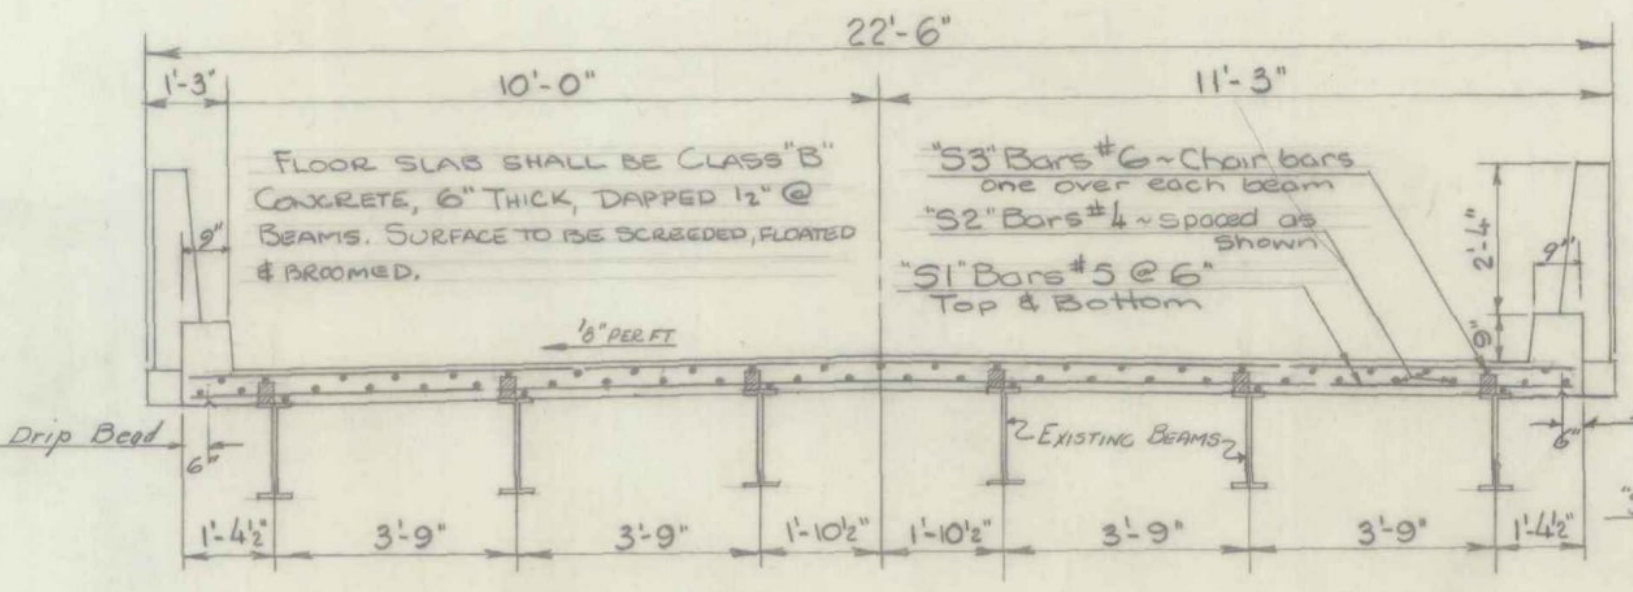 22'-6"
1'-3"
10'-0"
11'-3"
FLOOR SLAB SHALL BE CLASS "B"
CONCRETE, 6" THICK, DAPPED 1/2" @
BEAMS. SURFACE TO BE SCREEDED, FLOATED
& BROOMED.
"S3" Bars #6 ~ Chair bars
one over each beam
"S2" Bars #4 ~ spaced as
shown
"S1" Bars #5 @ 6"
Top & Bottom
9"
2'-4"
9"
9"
1/8" PER FT
Drip Bead
6"
EXISTING BEAMS
6"
1'-4 1/2"
3'-9"
3'-9"
1'-10 1/2"
1'-10 1/2"
3'-9"
3'-9"
1'-4 1/2"